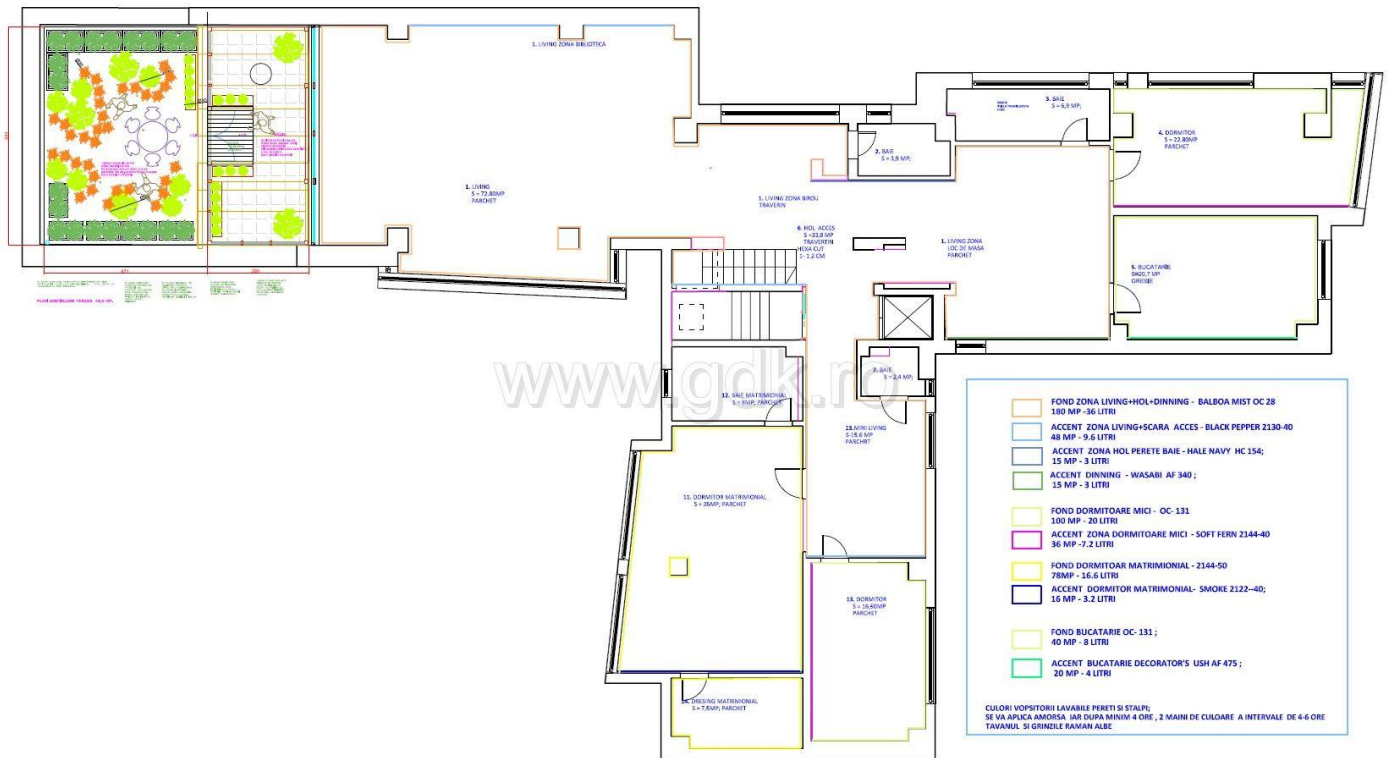 1. LIVING ZONA BIBLIOTECA
3. BAIE
S = 6,9 MP;
4. DORMITOR
S = 22.80MP
PARCHET
2. BAIE
S = 3,9 MP;
1. LIVING
S = 72.80MP
PARCHET
1. LIVING ZONA BIROU
TRAVERIN
6. HOL ACCES
S =23,8 MP
TRAVERTIN
HEXA CUT
1- 1.2 CM
1. LIVING ZONA
LOC DE MASA
PARCHET
5. BUCATARIE
S=20,7 MP
GRESIE
www.gdk.ro
7. BAIE
S = 2,4 MP;
12. BAIE MATRIMONIAL
S = 8MP; PARCHET
13.MINI LIVING
S-15.6 MP
PARCHRT
11. DORMITOR MATRIMONIAL
S = 36MP; PARCHET
13. DORMITOR
S = 16,60MP
PARCHET
DRESING MATRIMIONIAL
S = 7,6MP; PARCHET
FOND ZONA LIVING+HOL+DINNING - BALBOA MIST OC 28
180 MP -36 LITRI
ACCENT ZONA LIVING+SCARA ACCES - BLACK PEPPER 2130-40
48 MP - 9.6 LITRI
ACCENT ZONA HOL PERETE BAIE - HALE NAVY HC 154;
15 MP - 3 LITRI
ACCENT DINNING - WASABI AF 340 ;
15 MP - 3 LITRI
FOND DORMITOARE MICI - OC- 131
100 MP - 20 LITRI
ACCENT ZONA DORMITOARE MICI - SOFT FERN 2144-40
36 MP -7.2 LITRI
FOND DORMITOAR MATRIMIONIAL - 2144-50
78MP - 16.6 LITRI
ACCENT DORMITOR MATRIMONIAL- SMOKE 2122--40;
16 MP - 3.2 LITRI
FOND BUCATARIE OC- 131 ;
40 MP - 8 LITRI
ACCENT BUCATARIE DECORATOR'S USH AF 475 ;
20 MP - 4 LITRI
CULORI VOPSITORII LAVABILE PERETI SI STALPI;
SE VA APLICA AMORSA IAR DUPA MINIM 4 ORE , 2 MAINI DE CULOARE A INTERVALE DE 4-6 ORE
TAVANUL SI GRINZILE RAMAN ALBE